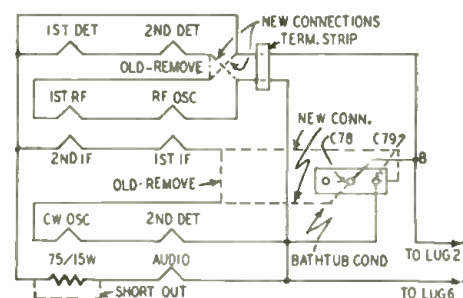 1ST DET 2ND DET
NEW CONNECTIONS
TERM. STRIP
OLD-REMOVE
1ST RF RF OSC
NEW CONN.
C78 C79
2ND IF 1ST IF
8
OLD-REMOVE
CW OSC 2ND DET
75/15W AUDIO
BATHTUB COND
TO LUG 2
SHORT OUT
TO LUG 6